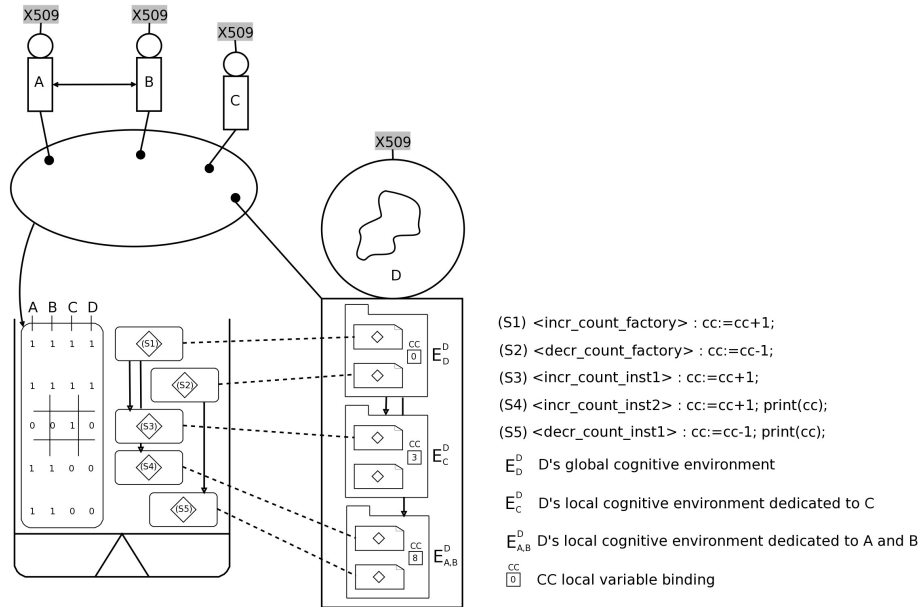 X509
X509
X509
A
B
C
X509
D
A B C D
1 1 1 1
1 1 1 1
0 0 1 0
1 1 0 0
1 1 0 0
(S1)
(S2)
(S3)
(S4)
(S5)
CC
0
E D D
CC
3
E D C
CC
8
E D A,B
(S1) <incr_count_factory> : cc:=cc+1;
(S2) <decr_count_factory> : cc:=cc-1;
(S3) <incr_count_inst1> : cc:=cc+1;
(S4) <incr_count_inst2> : cc:=cc+1; print(cc);
(S5) <decr_count_inst1> : cc:=cc-1; print(cc);
E D D D's global cognitive environment
E D C D's local cognitive environment dedicated to C
E D A,B D's local cognitive environment dedicated to A and B
CC
0 CC local variable binding